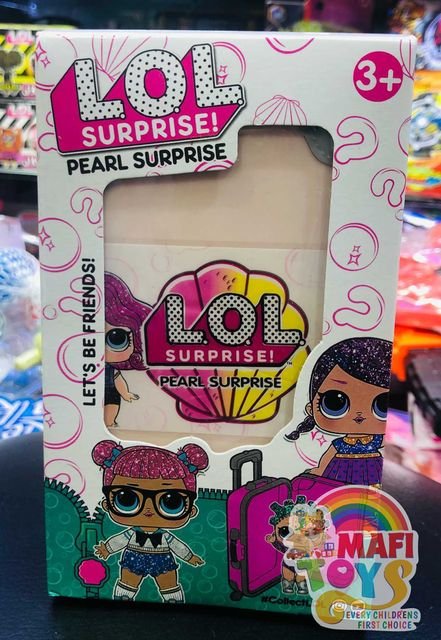 L.O.L
SURPRISE!
PEARL SURPRISE
3+
LET'S BE FRIENDS!
L.O.L.
SURPRISE!
PEARL SURPRISE
MAFI
TOYS
EVERY CHILDRENS
FIRST CHOICE